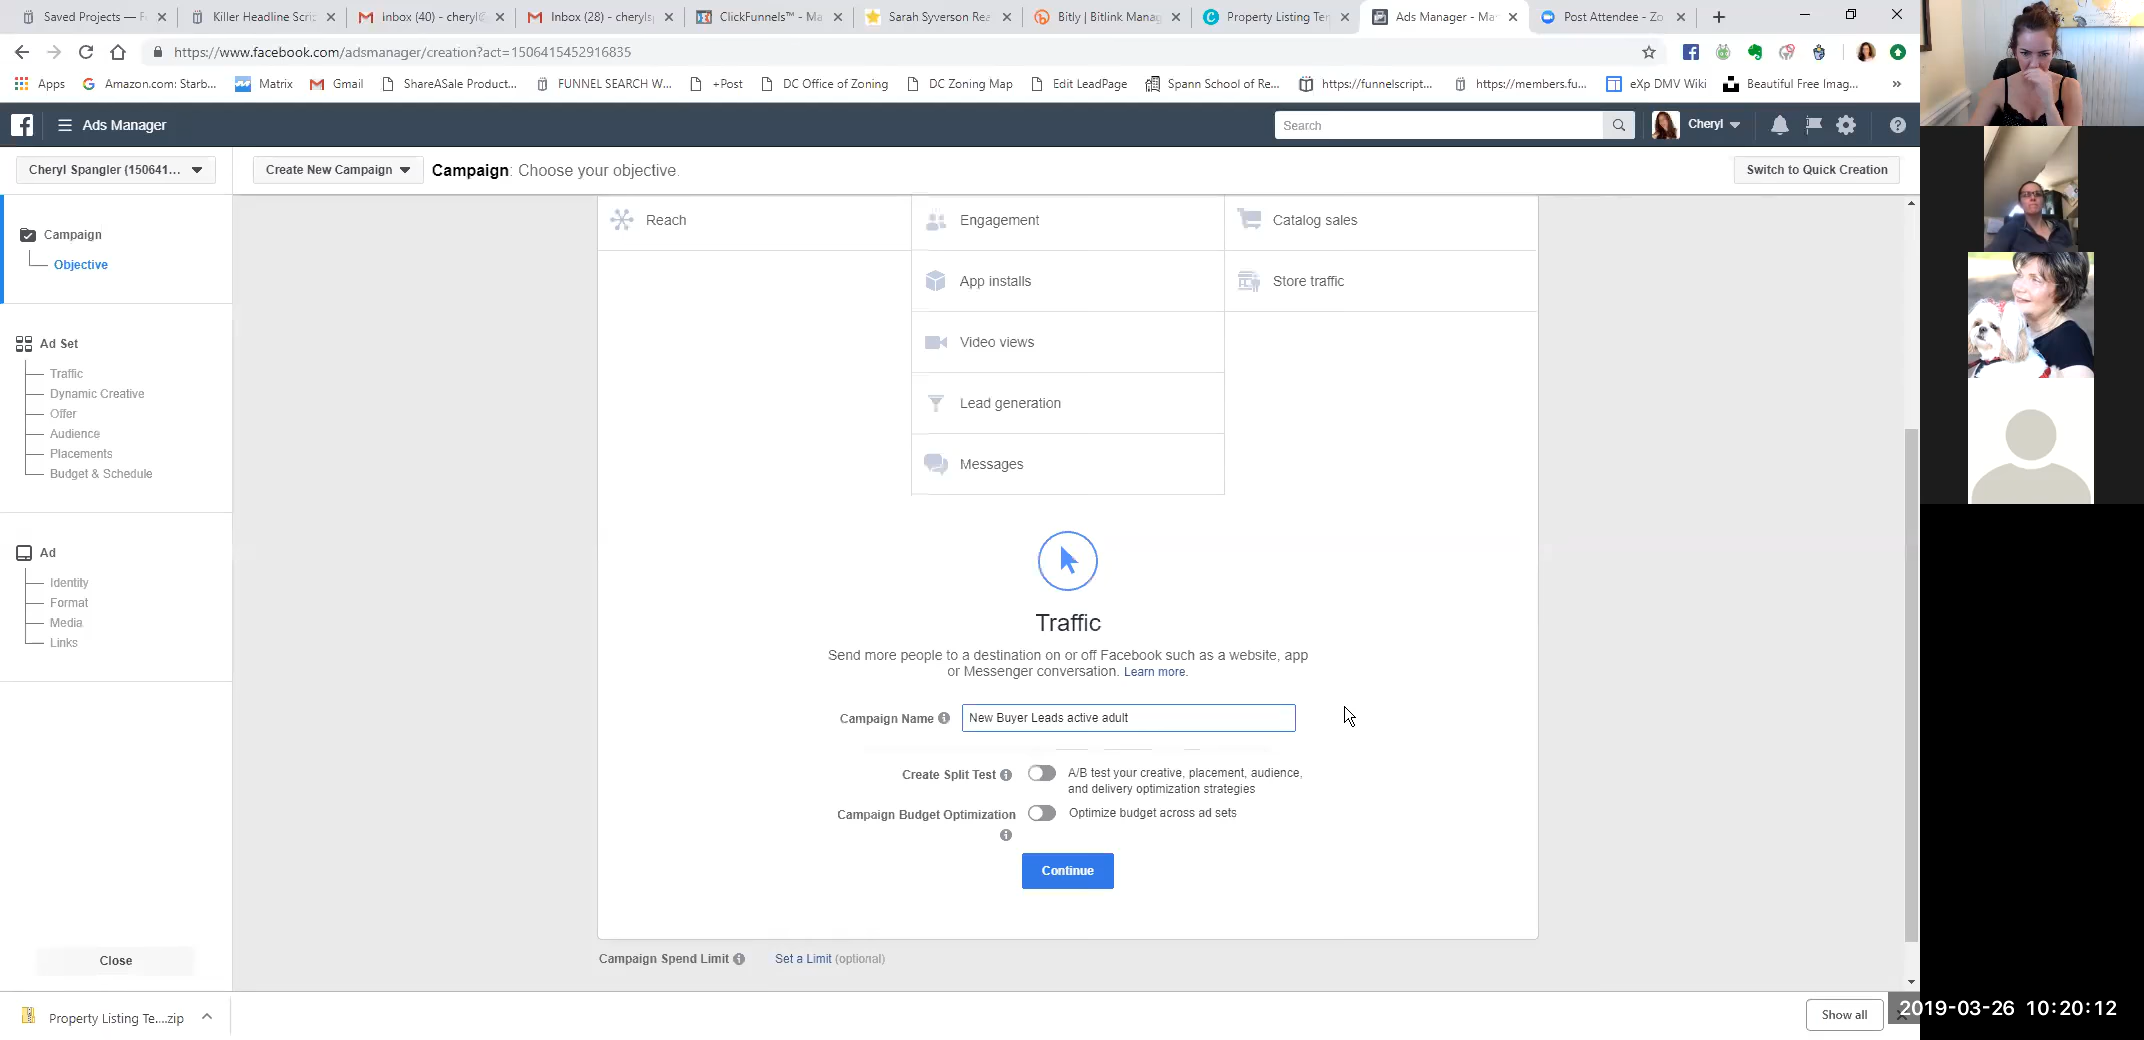 Saved Projects — F
Killer Headline Scrip
Inbox (40) - cheryl@
Inbox (28) - cherylsp
ClickFunnels™ - Ma
Sarah Syverson Rea
Bitly | Bitlink Manag
Property Listing Tem
Ads Manager - Ma
Post Attendee - Zo
https://www.facebook.com/adsmanager/creation?act=1506415452916835
Apps
Amazon.com: Starb...
Matrix
Gmail
ShareASale Product...
FUNNEL SEARCH W...
+Post
DC Office of Zoning
DC Zoning Map
Edit LeadPage
Spann School of Re...
https://funnelscript...
https://members.fu...
eXp DMV Wiki
Beautiful Free Imag...
»
Ads Manager
Search
Cheryl
Cheryl Spangler (150641...
Create New Campaign
Campaign: Choose your objective.
Switch to Quick Creation
Campaign
Objective
Ad Set
Traffic
Dynamic Creative
Offer
Audience
Placements
Budget & Schedule
Ad
Identity
Format
Media
Links
Close
Reach
Engagement
Catalog sales
App installs
Store traffic
Video views
Lead generation
Messages
Traffic
Send more people to a destination on or off Facebook such as a website, app
or Messenger conversation. Learn more.
Campaign Name
New Buyer Leads active adult
Create Split Test
A/B test your creative, placement, audience,
and delivery optimization strategies
Campaign Budget Optimization
Optimize budget across ad sets
Continue
Campaign Spend Limit
Set a Limit (optional)
Property Listing Te....zip
Show all
2019-03-26 10:20:12